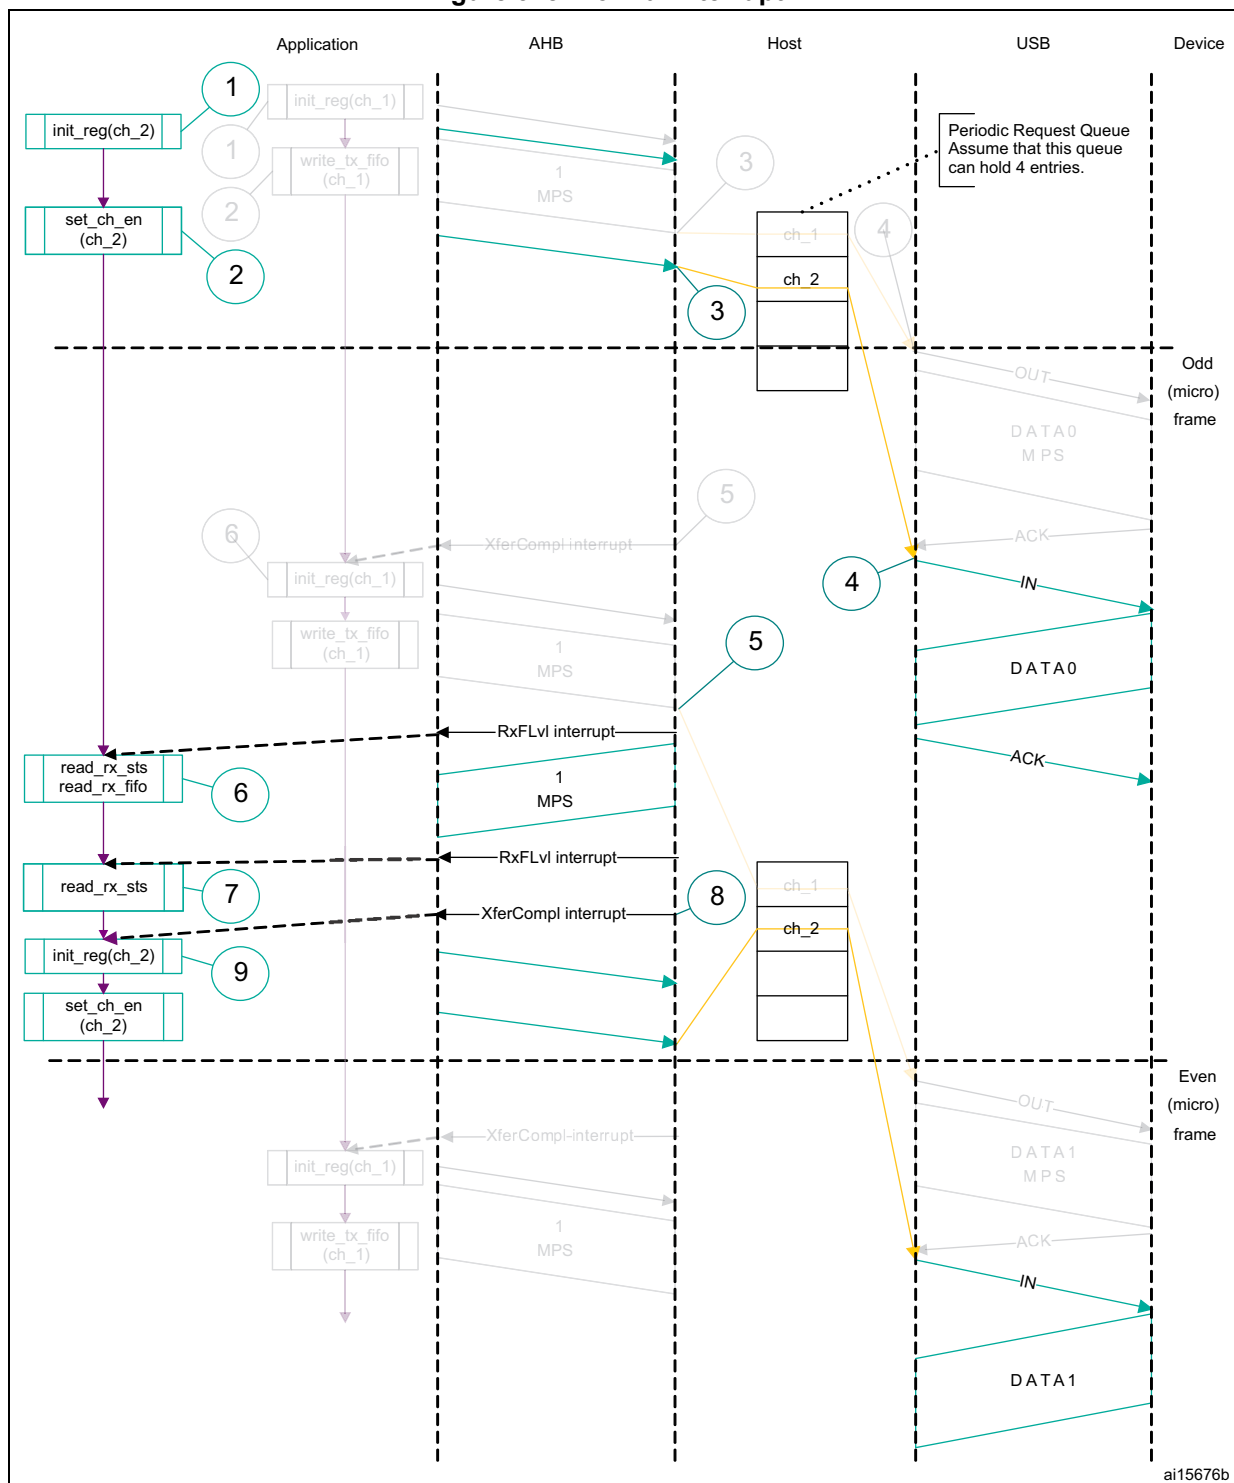 Application
AHB
Host
USB
Device
1
init_reg(ch_1)
init_reg(ch_2)
Periodic Request Queue
Assume that this queue
can hold 4 entries.
1
write_tx_fifo
(ch_1)
1
MPS
3
2
set_ch_en
(ch_2)
ch_1
4
2
ch_2
3
Odd
(micro)
frame
OUT
DATA0
MPS
5
6
XferCompl interrupt
ACK
init_reg(ch_1)
4
IN
write_tx_fifo
(ch_1)
1
MPS
5
DATA0
RxFLvl interrupt
ACK
read_rx_sts
read_rx_fifo
6
1
MPS
RxFLvl interrupt
read_rx_sts
7
ch_1
8
XferCompl interrupt
ch_2
init_reg(ch_2)
9
set_ch_en
(ch_2)
Even
(micro)
frame
OUT
XferCompl-interrupt
init_reg(ch_1)
DATA1
MPS
write_tx_fifo
(ch_1)
1
MPS
ACK
IN
DATA1
ai15676b